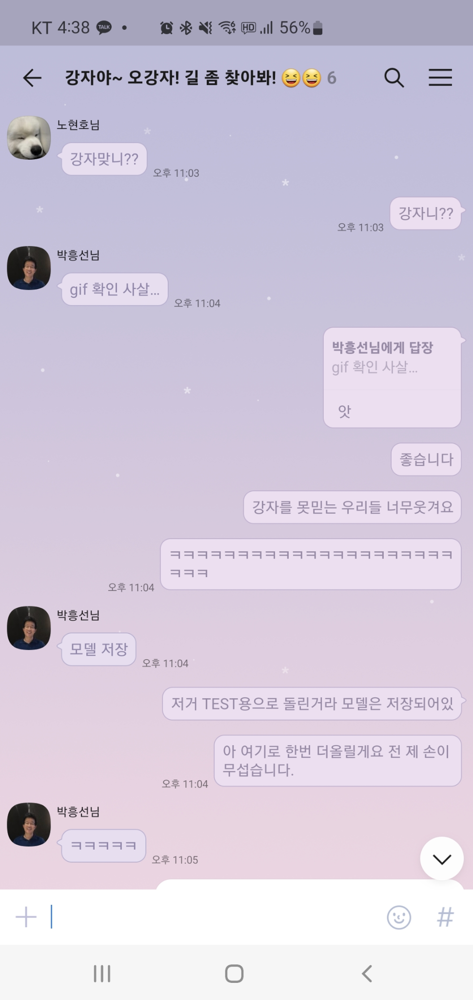 KT 4:38 TALK HD 56%
강자야~ 오강자! 길 좀 찾아봐! 😆😆 6
노현호님
강자맞니??
오후 11:03
강자니??
오후 11:03
박흥선님
gif 확인 사살...
오후 11:04
박흥선님에게 답장
gif 확인 사살...
앗
좋습니다
강자를 못믿는 우리들 너무웃겨요
ㅋㅋㅋㅋㅋㅋㅋㅋㅋㅋㅋㅋㅋㅋㅋㅋㅋㅋㅋㅋㅋ
ㅋㅋㅋ
오후 11:04
박흥선님
모델 저장
오후 11:04
저거 TEST용으로 돌린거라 모델은 저장되어있
아 여기로 한번 더올릴게요 전 제 손이
무섭습니다.
오후 11:04
박흥선님
ㅋㅋㅋㅋㅋ
오후 11:05
#